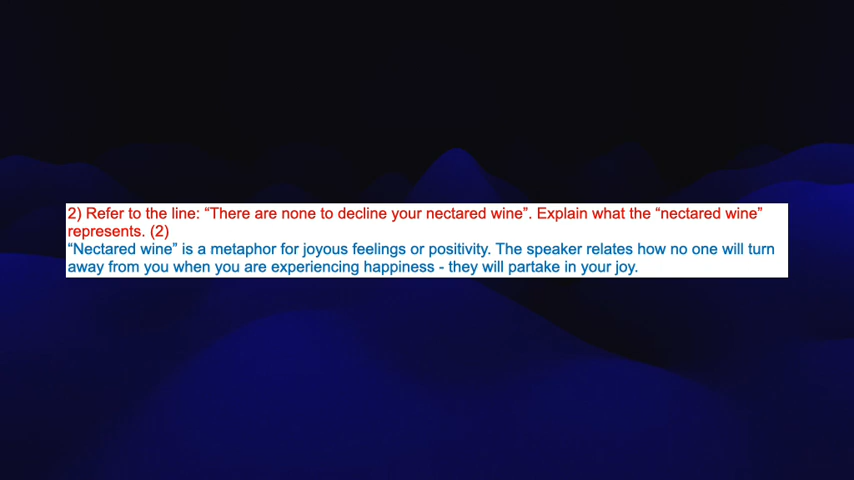 2) Refer to the line: “There are none to decline your nectared wine”. Explain what the “nectared wine”
represents. (2)
“Nectared wine” is a metaphor for joyous feelings or positivity. The speaker relates how no one will turn
away from you when you are experiencing happiness - they will partake in your joy.